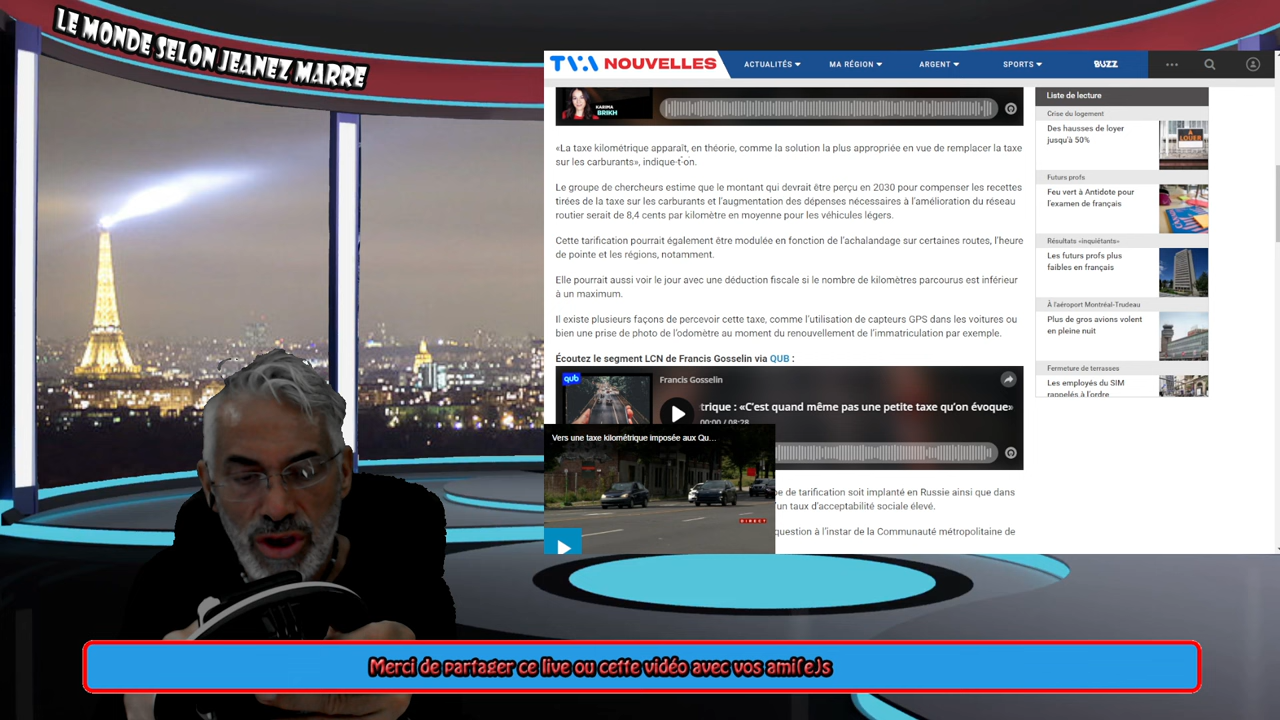 LE MONDE SELON JEANEZ MARRE
TVA NOUVELLES
ACTUALITÉS
MA RÉGION
ARGENT
SPORTS
BUZZ
KARIMA
BRIKH
«La taxe kilométrique apparaît, en théorie, comme la solution la plus appropriée en vue de remplacer la taxe
sur les carburants», indique-t-on.
Le groupe de chercheurs estime que le montant qui devrait être perçu en 2030 pour compenser les recettes
tirées de la taxe sur les carburants et l'augmentation des dépenses nécessaires à l'amélioration du réseau
routier serait de 8,4 cents par kilomètre en moyenne pour les véhicules légers.
Cette tarification pourrait également être modulée en fonction de l'achalandage sur certaines routes, l'heure
de pointe et les régions, notamment.
Elle pourrait aussi voir le jour avec une déduction fiscale si le nombre de kilomètres parcourus est inférieur
à un maximum.
Il existe plusieurs façons de percevoir cette taxe, comme l'utilisation de capteurs GPS dans les voitures ou
bien une prise de photo de l'odomètre au moment du renouvellement de l'immatriculation par exemple.
Écoutez le segment LCN de Francis Gosselin via QUB :
qub
Francis Gosselin
trique : «C'est quand même pas une petite taxe qu'on évoque»
00:00 / 08:28
Vers une taxe kilométrique imposée aux Qu...
DIRECT
pe de tarification soit implanté en Russie ainsi que dans
'un taux d'acceptabilité sociale élevé.
question à l'instar de la Communauté métropolitaine de
Liste de lecture
Crise du logement
Des hausses de loyer
jusqu'à 50%
À
LOUER
Futurs profs
Feu vert à Antidote pour
l'examen de français
Résultats «inquiétants»
Les futurs profs plus
faibles en français
À l'aéroport Montréal-Trudeau
Plus de gros avions volent
en pleine nuit
Fermeture de terrasses
Les employés du SIM
rappelés à l'ordre
Merci de partager ce live ou cette vidéo avec vos ami(e)s